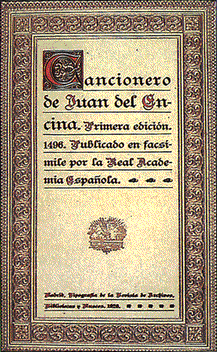 Cancionero
de Juan del En-
cina. Primera edición.
1496. Publicado en facsí-
mile por la Real Acade-
mia Española.
Madrid, Tipografía de la Revista de Archivos,
Bibliotecas y Museos. 1928.